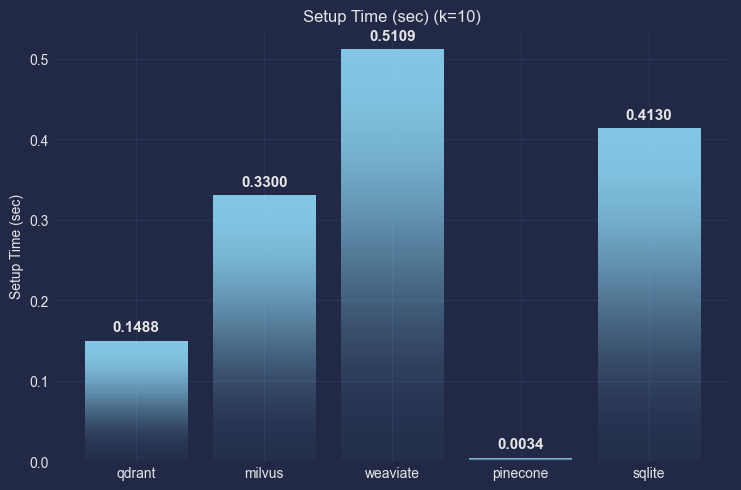 Setup Time (sec) (k=10)
Setup Time (sec)
0.5
0.4
0.3
0.2
0.1
0.0
0.1488
0.3300
0.5109
0.0034
0.4130
qdrant
milvus
weaviate
pinecone
sqlite